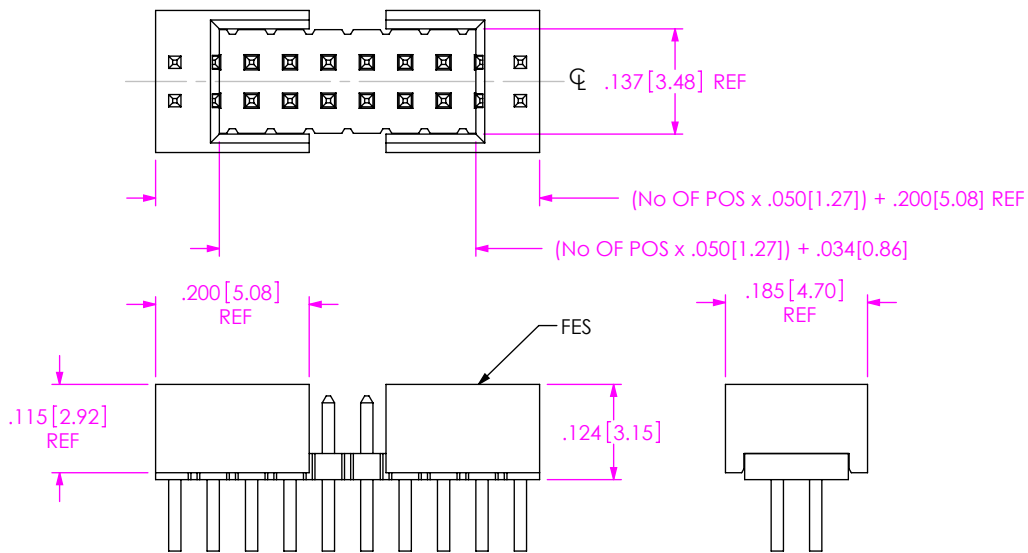 ℄
.137[3.48] REF
(No OF POS x .050[1.27]) + .200[5.08] REF
(No OF POS x .050[1.27]) + .034[0.86]
.200[5.08]
REF
.185[4.70]
REF
FES
.115[2.92]
REF
.124[3.15]